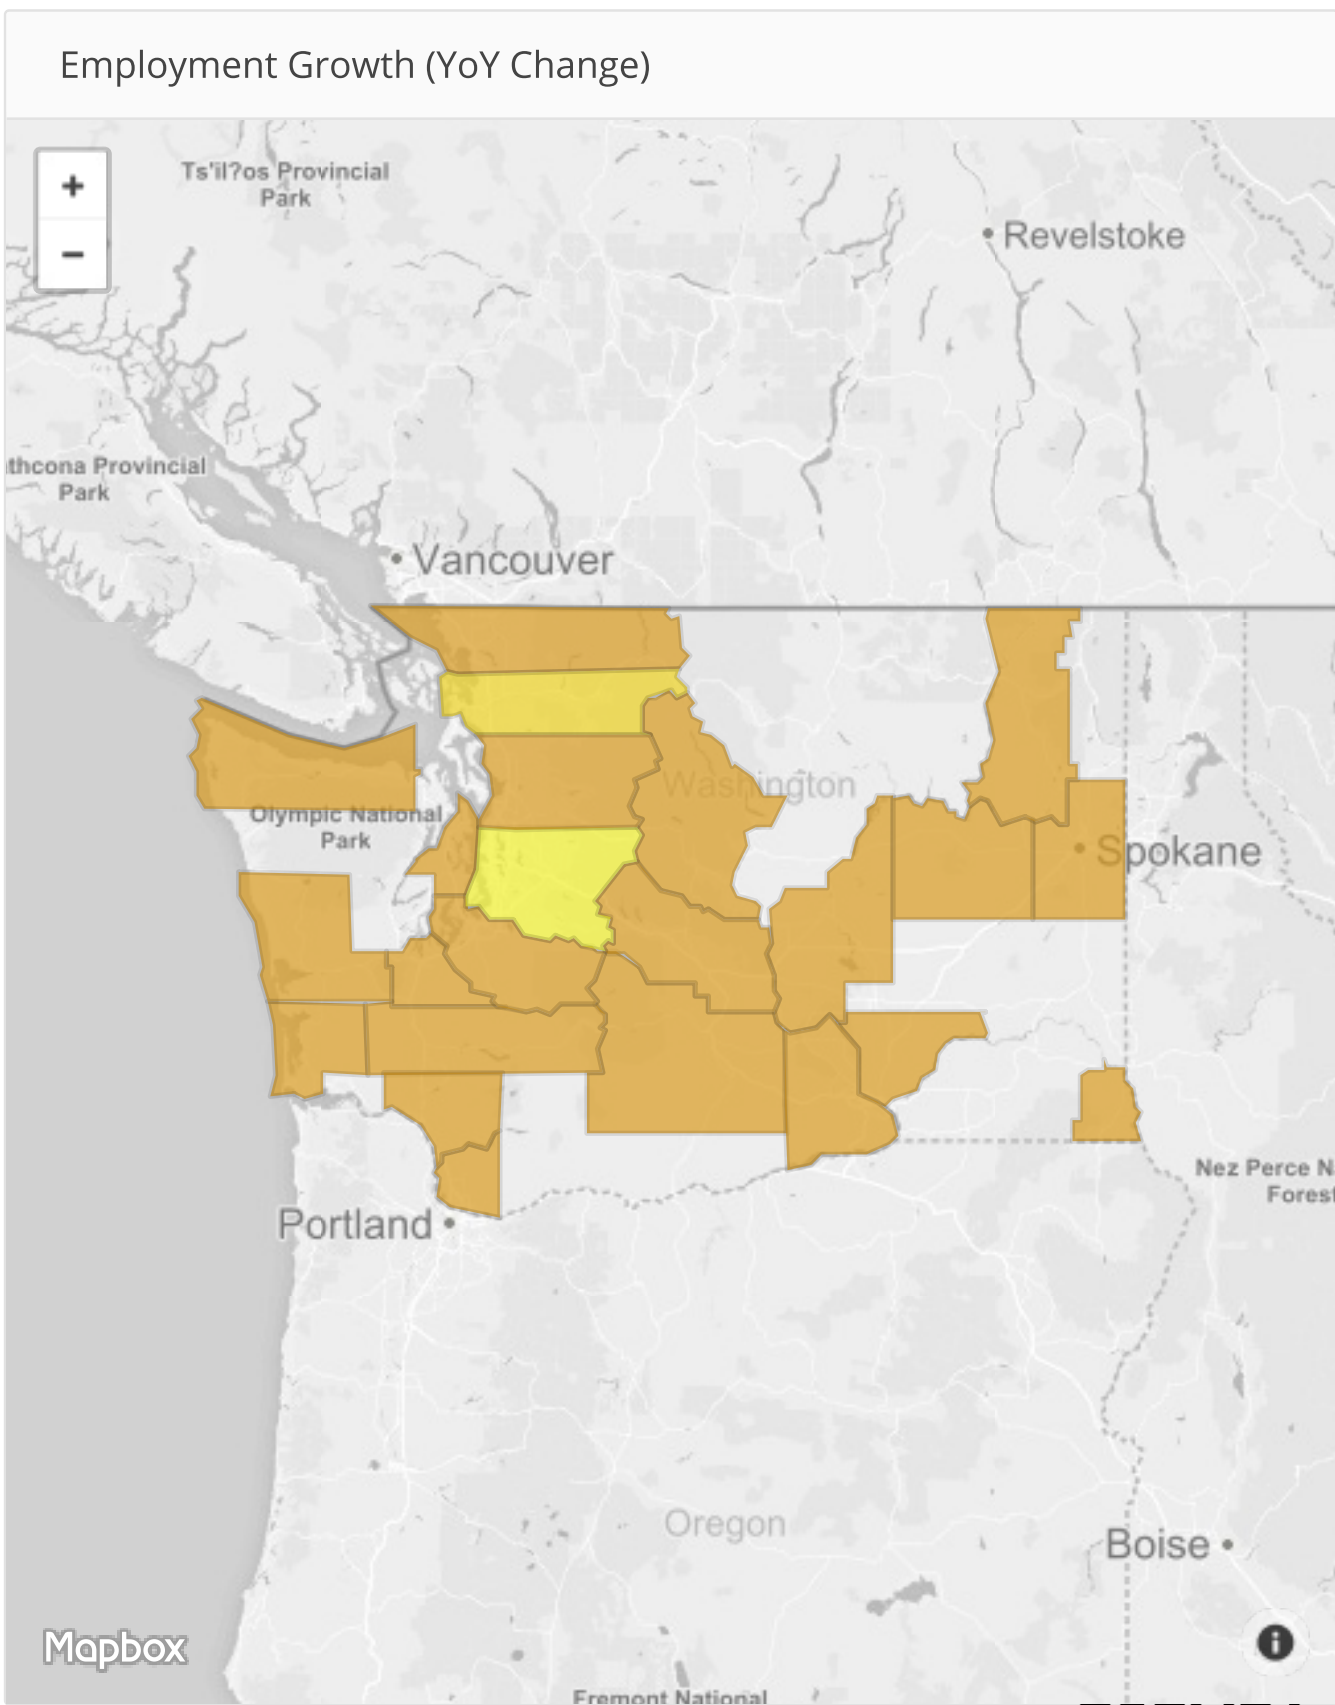 Employment Growth (YoY Change)
+
−
Ts'il?os Provincial
Park
Revelstoke
thcona Provincial
Park
Vancouver
Washington
Olympic National
Park
Spokane
Nez Perce N
Forest
Portland
Oregon
Boise
Mapbox
i
Fremont National